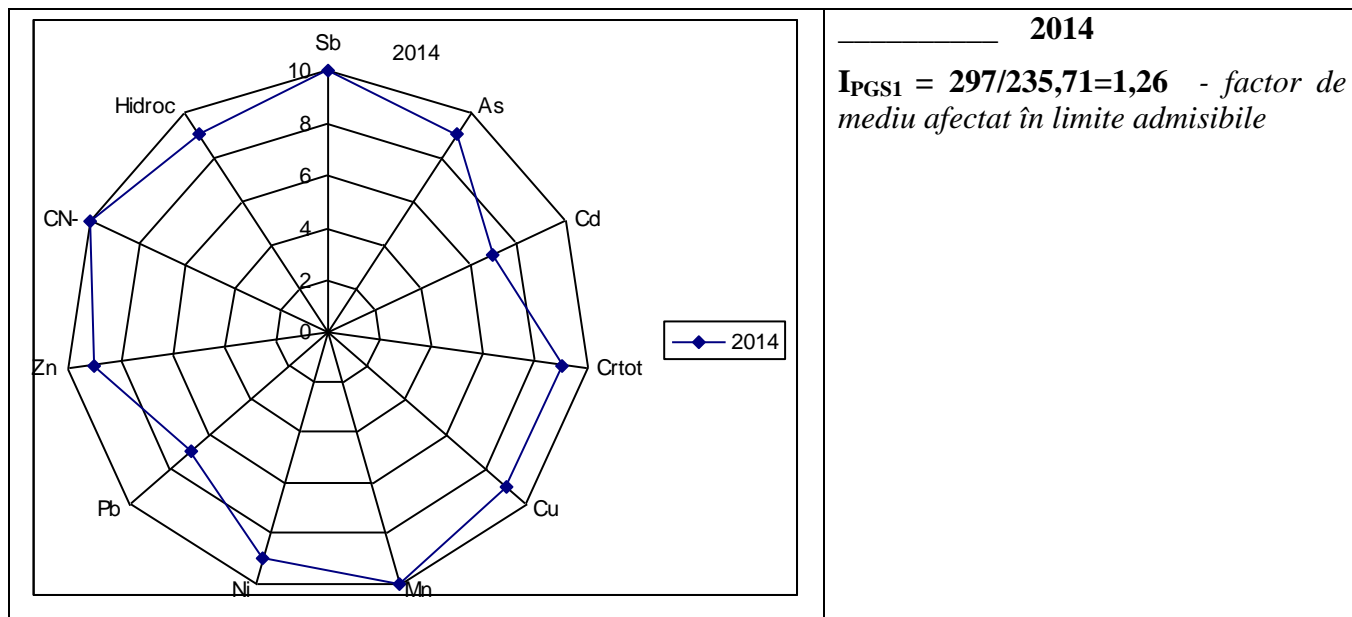 Sb
2014
10
8
6
4
2
0
As
Cd
Crtot
Cu
Mn
Ni
Pb
Zn
CN-
Hidroc
2014
__________ 2014
IPGS1 = 297/235,71=1,26 - factor de
mediu afectat în limite admisibile